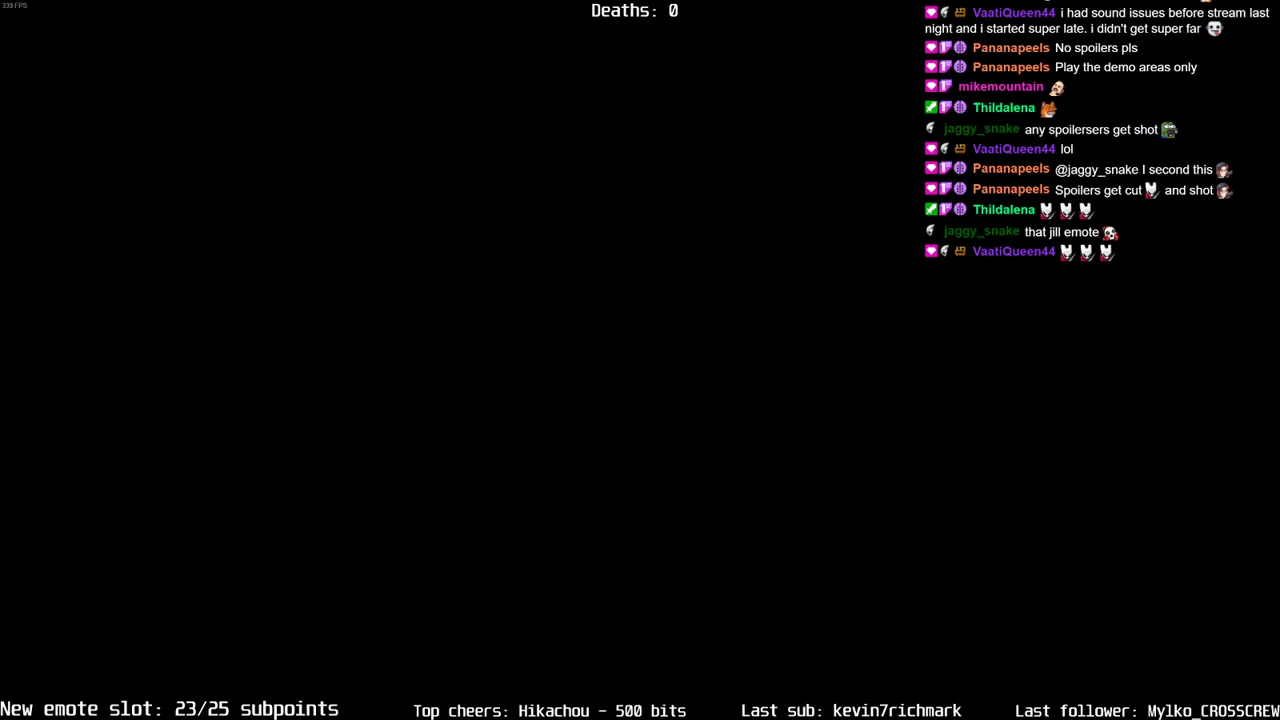 339 FPS
Deaths: 0
VaatiQueen44 i had sound issues before stream last
night and i started super late. i didn't get super far
Pananapeels No spoilers pls
Pananapeels Play the demo areas only
mikemountain
Thildalena
jaggy_snake any spoilersers get shot
VaatiQueen44 lol
Pananapeels @jaggy_snake I second this
Pananapeels Spoilers get cut and shot
Thildalena
jaggy_snake that jill emote
VaatiQueen44
New emote slot: 23/25 subpoints
Top cheers: Hikachou - 500 bits
Last sub: kevin7richmark
Last follower: Mylko_CROSSCREW